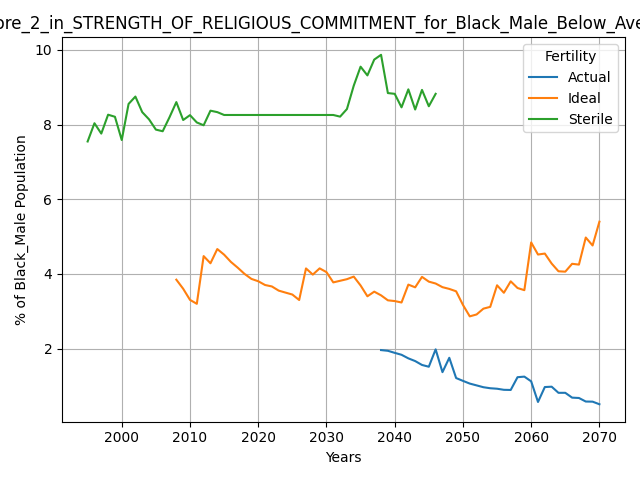 ore_2_in_STRENGTH_OF_RELIGIOUS_COMMITMENT_for_Black_Male_Below_Ave
Fertility
Actual
Ideal
Sterile
% of Black_Male Population
10
8
6
4
2
2000 2010 2020 2030 2040 2050 2060 2070
Years